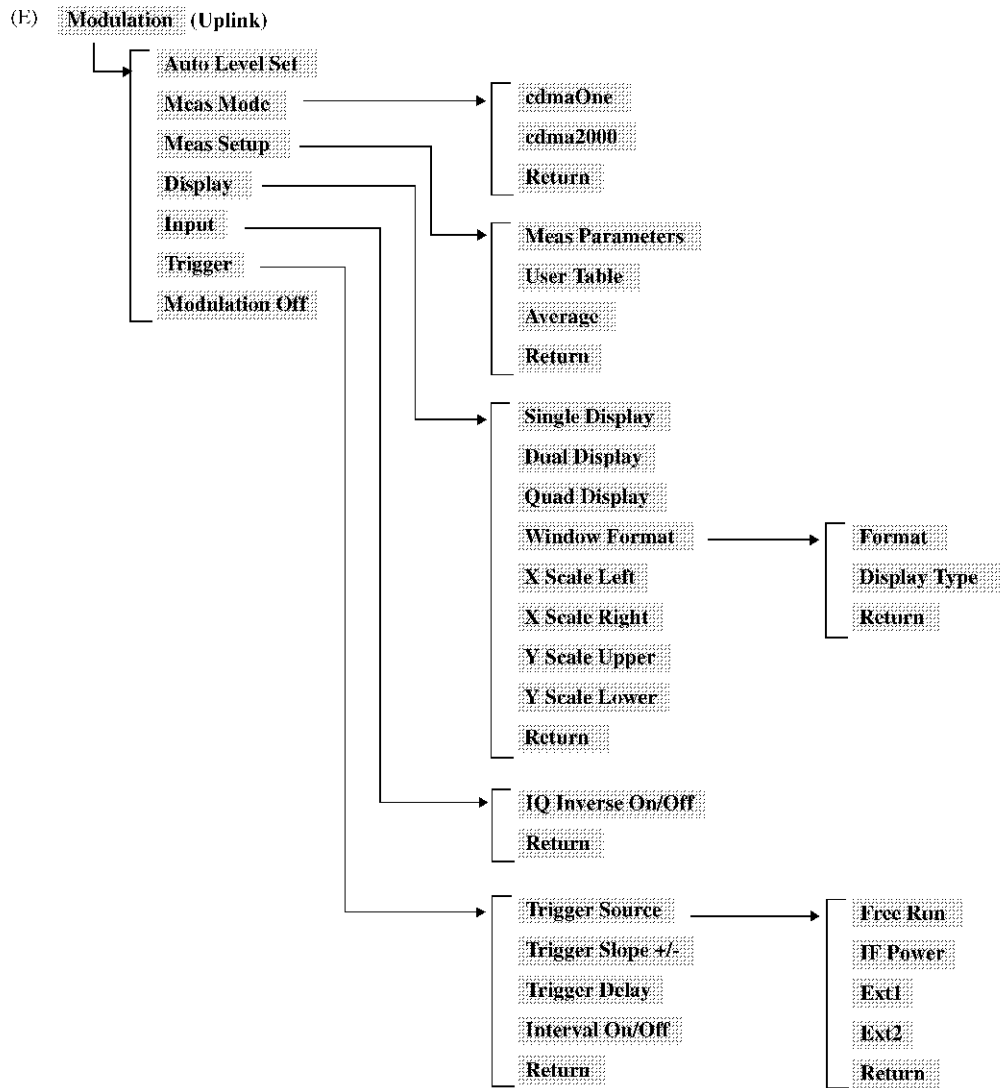 (E) Modulation (Uplink)
Auto Level Set
Meas Mode
Meas Setup
Display
Input
Trigger
Modulation Off
cdmaOne
cdma2000
Return
Meas Parameters
User Table
Average
Return
Single Display
Dual Display
Quad Display
Window Format
X Scale Left
X Scale Right
Y Scale Upper
Y Scale Lower
Return
Format
Display Type
Return
IQ Inverse On/Off
Return
Trigger Source
Trigger Slope +/-
Trigger Delay
Interval On/Off
Return
Free Run
IF Power
Ext1
Ext2
Return